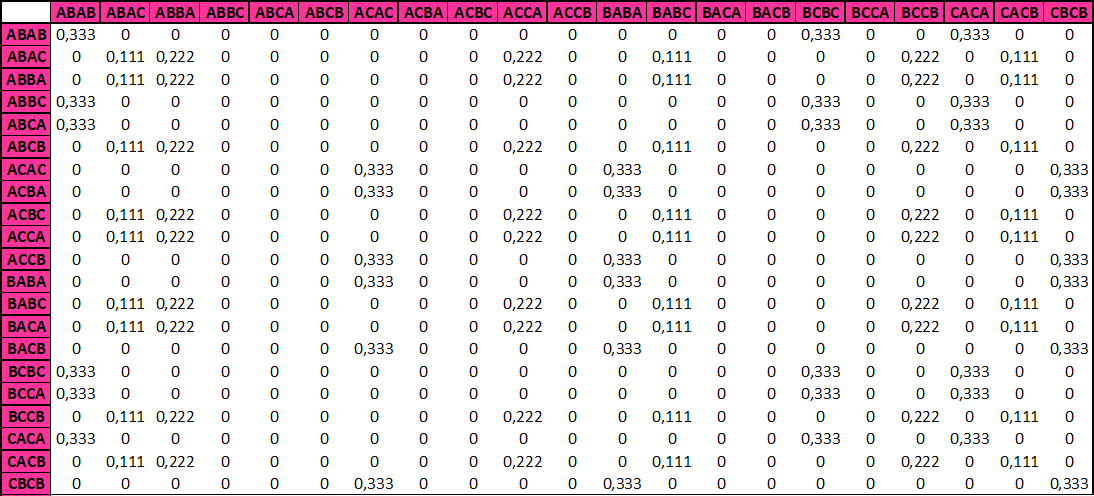 ABAB ABAC ABBA ABBC ABCA ABCB ACAC ACBA ACBC ACCA ACCB BABA BABC BACA BACB BCBC BCCA BCCB CACA CACB CBCB
ABAB 0,333 0 0 0 0 0 0 0 0 0 0 0 0 0 0 0,333 0 0 0,333 0 0
ABAC 0 0,111 0,222 0 0 0 0 0 0 0,222 0 0 0,111 0 0 0 0 0,222 0 0,111 0
ABBA 0 0,111 0,222 0 0 0 0 0 0 0,222 0 0 0,111 0 0 0 0 0,222 0 0,111 0
ABBC 0,333 0 0 0 0 0 0 0 0 0 0 0 0 0 0 0,333 0 0 0,333 0 0
ABCA 0,333 0 0 0 0 0 0 0 0 0 0 0 0 0 0 0,333 0 0 0,333 0 0
ABCB 0 0,111 0,222 0 0 0 0 0 0 0,222 0 0 0,111 0 0 0 0 0,222 0 0,111 0
ACAC 0 0 0 0 0 0 0,333 0 0 0 0 0,333 0 0 0 0 0 0 0 0 0,333
ACBA 0 0 0 0 0 0 0,333 0 0 0 0 0,333 0 0 0 0 0 0 0 0 0,333
ACBC 0 0,111 0,222 0 0 0 0 0 0 0,222 0 0 0,111 0 0 0 0 0,222 0 0,111 0
ACCA 0 0,111 0,222 0 0 0 0 0 0 0,222 0 0 0,111 0 0 0 0 0,222 0 0,111 0
ACCB 0 0 0 0 0 0 0,333 0 0 0 0 0,333 0 0 0 0 0 0 0 0 0,333
BABA 0 0 0 0 0 0 0,333 0 0 0 0 0,333 0 0 0 0 0 0 0 0 0,333
BABC 0 0,111 0,222 0 0 0 0 0 0 0,222 0 0 0,111 0 0 0 0 0,222 0 0,111 0
BACA 0 0,111 0,222 0 0 0 0 0 0 0,222 0 0 0,111 0 0 0 0 0,222 0 0,111 0
BACB 0 0 0 0 0 0 0,333 0 0 0 0 0,333 0 0 0 0 0 0 0 0 0,333
BCBC 0,333 0 0 0 0 0 0 0 0 0 0 0 0 0 0 0,333 0 0 0,333 0 0
BCCA 0,333 0 0 0 0 0 0 0 0 0 0 0 0 0 0 0,333 0 0 0,333 0 0
BCCB 0 0,111 0,222 0 0 0 0 0 0 0,222 0 0 0,111 0 0 0 0 0,222 0 0,111 0
CACA 0,333 0 0 0 0 0 0 0 0 0 0 0 0 0 0 0,333 0 0 0,333 0 0
CACB 0 0,111 0,222 0 0 0 0 0 0 0,222 0 0 0,111 0 0 0 0 0,222 0 0,111 0
CBCB 0 0 0 0 0 0 0,333 0 0 0 0 0,333 0 0 0 0 0 0 0 0 0,333